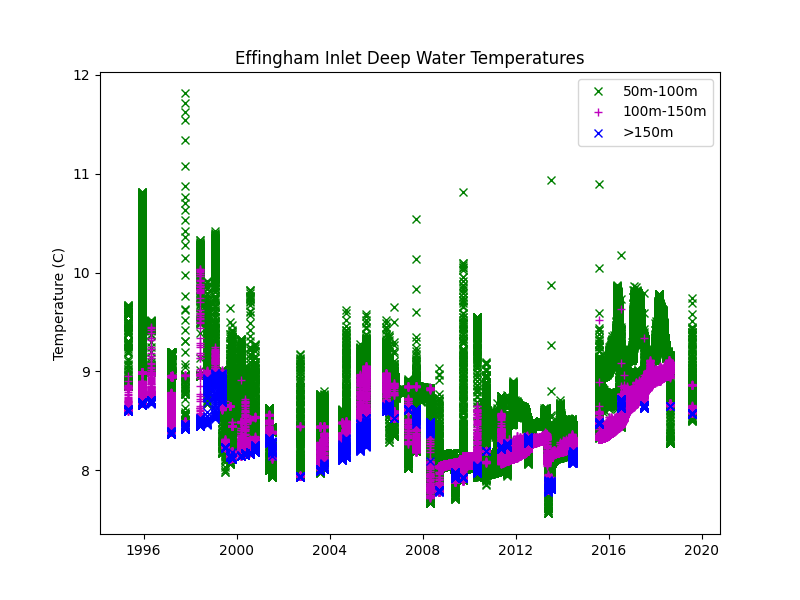 Effingham Inlet Deep Water Temperatures
12
11
10
9
8
Temperature (C)
50m-100m
100m-150m
>150m
1996
2000
2004
2008
2012
2016
2020